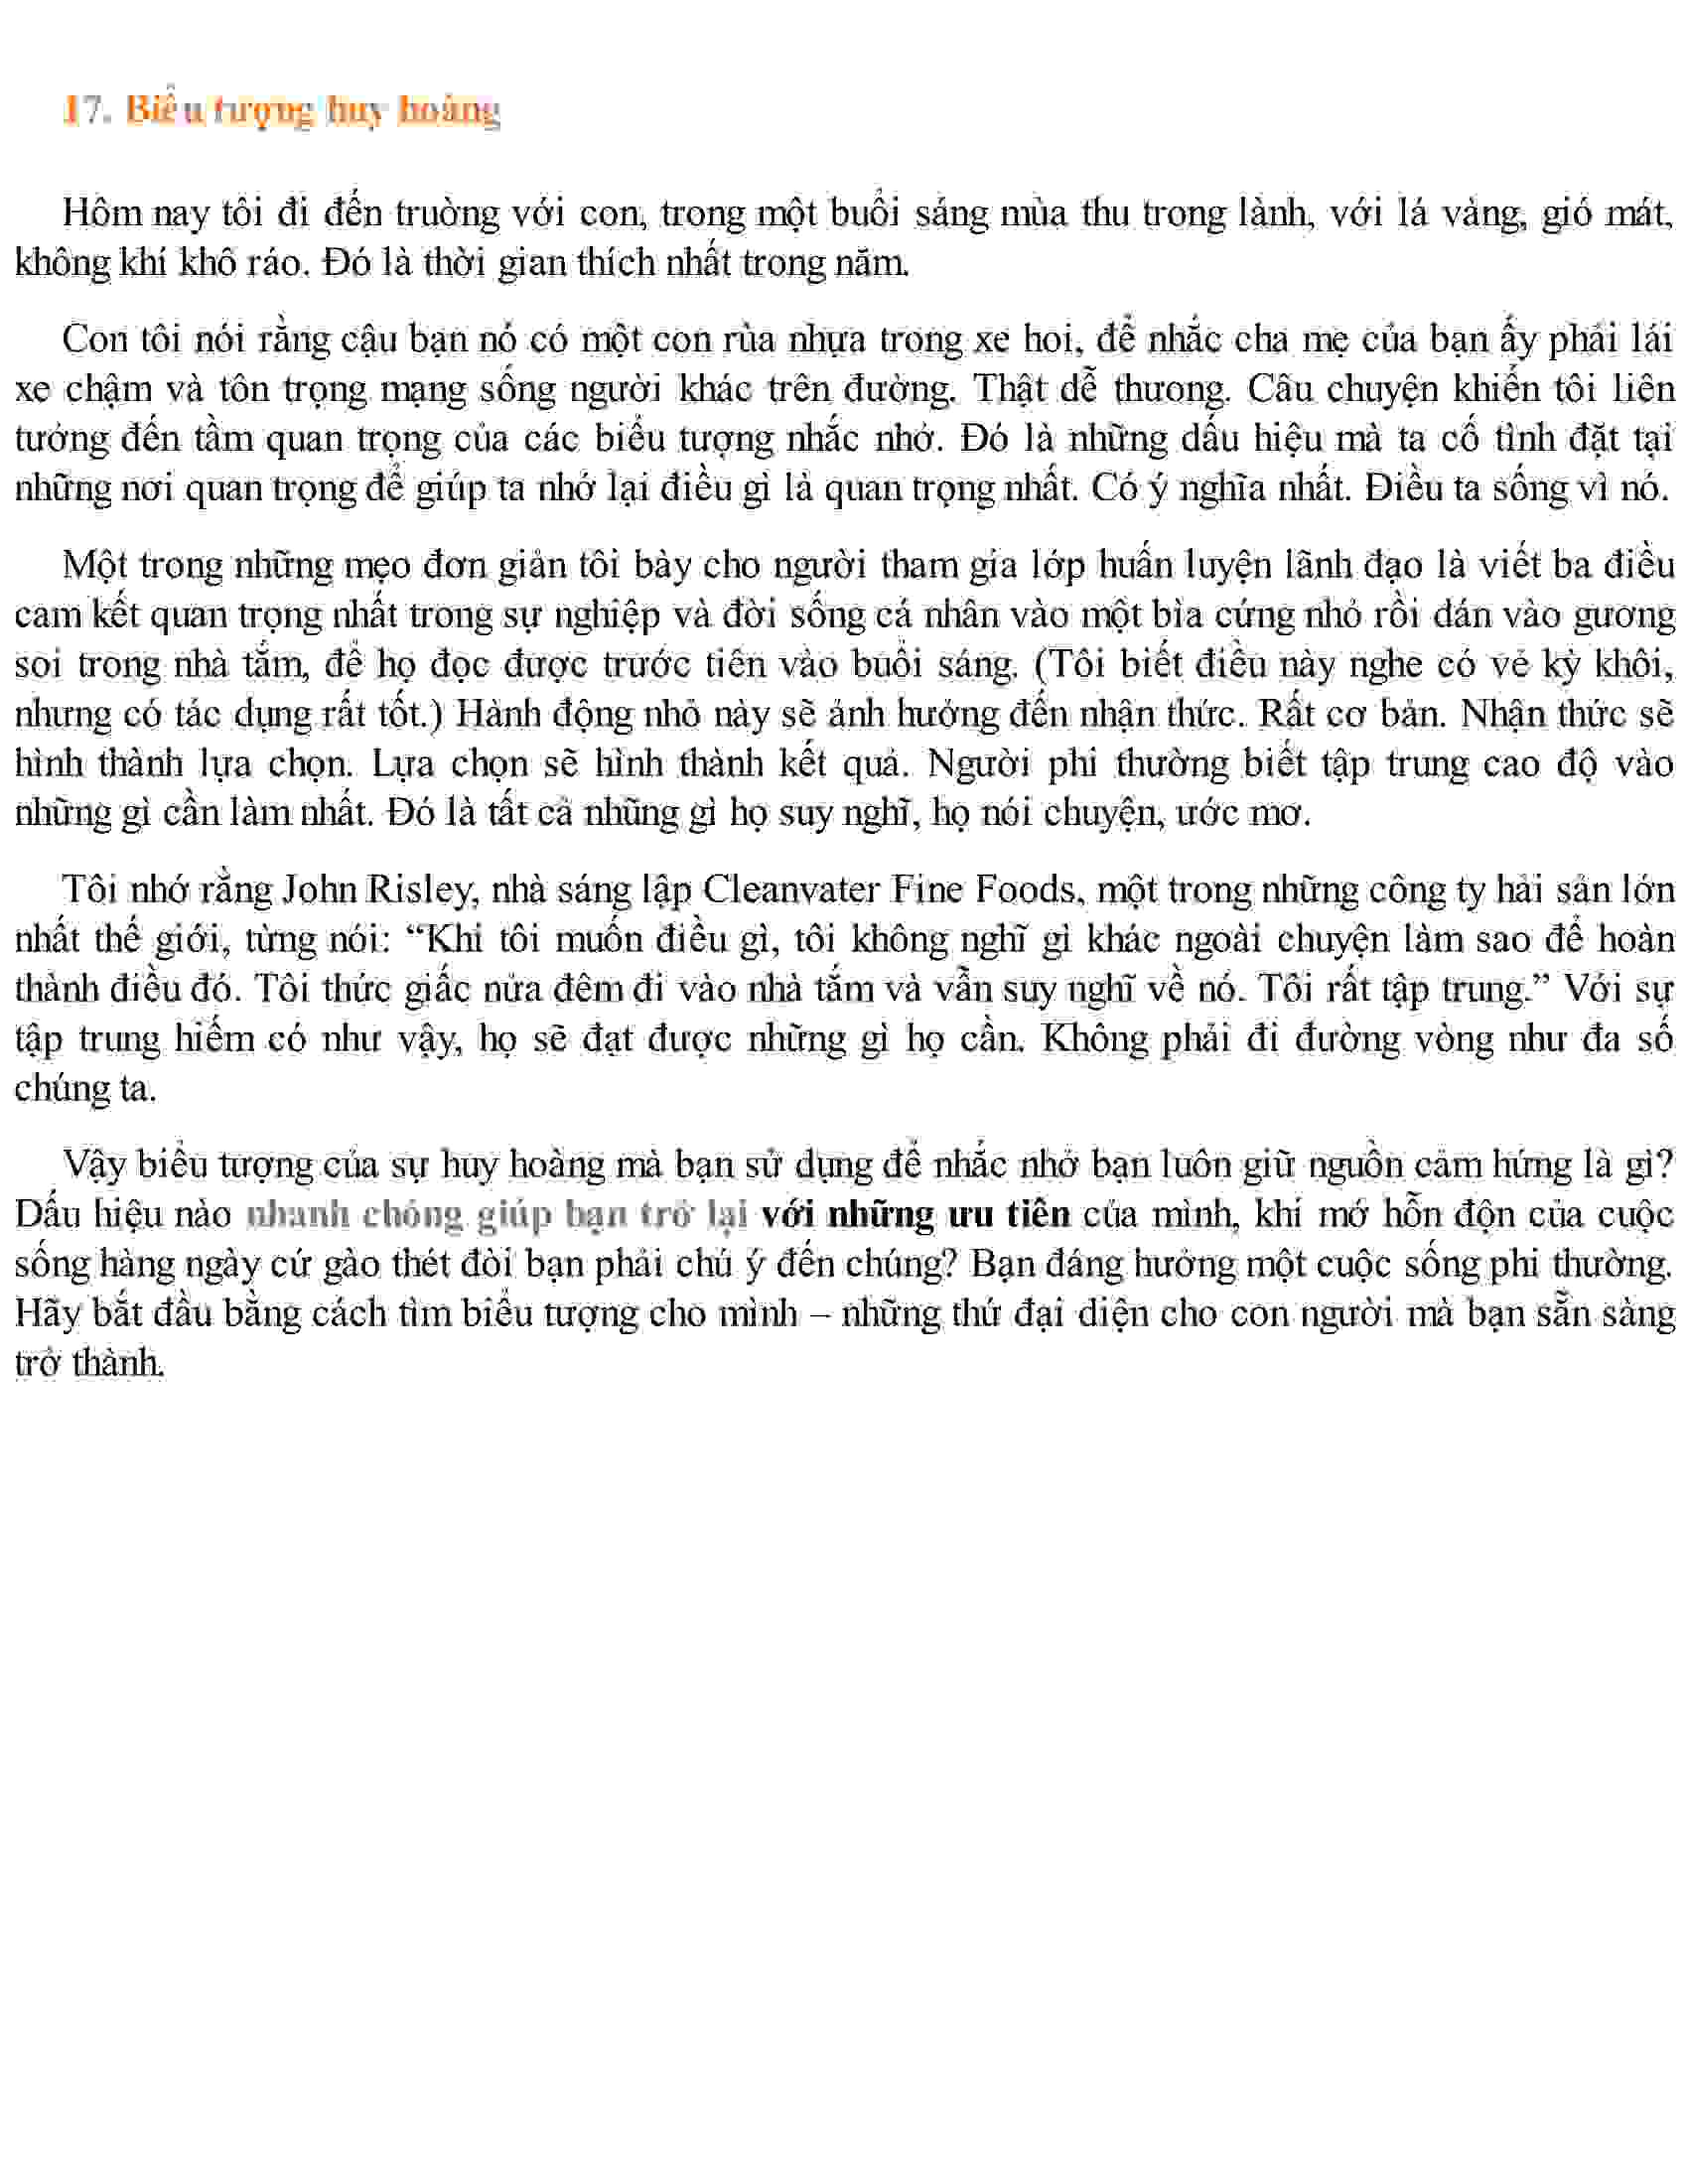 17. Biểu tượng huy hoàng
Hôm nay tôi đi đến trường với con, trong một buổi sáng mùa thu trong lành, với lá vàng, gió mát,
không khí khô ráo. Đó là thời gian thích nhất trong năm.
Con tôi nói rằng cậu bạn nó có một con rùa nhựa trong xe hoi, để nhắc cha mẹ của bạn ấy phải lái
xe chậm và tôn trọng mạng sống người khác trên đường. Thật dễ thương. Câu chuyện khiến tôi liên
tưởng đến tầm quan trọng của các biểu tượng nhắc nhở. Đó là những dấu hiệu mà ta cố tình đặt tại
những nơi quan trọng để giúp ta nhớ lại điều gì là quan trọng nhất. Có ý nghĩa nhất. Điều ta sống vì nó.
Một trong những mẹo đơn giản tôi bày cho người tham gia lớp huấn luyện lãnh đạo là viết ba điều
cam kết quan trọng nhất trong sự nghiệp và đời sống cá nhân vào một bìa cứng nhỏ rồi dán vào gương
soi trong nhà tắm, để họ đọc được trước tiên vào buổi sáng. (Tôi biết điều này nghe có vẻ kỳ khôi,
nhưng có tác dụng rất tốt.) Hành động nhỏ này sẽ ảnh hưởng đến nhận thức. Rất cơ bản. Nhận thức sẽ
hình thành lựa chọn. Lựa chọn sẽ hình thành kết quả. Người phi thường biết tập trung cao độ vào
những gì cần làm nhất. Đó là tất cả những gì họ suy nghĩ, họ nói chuyện, ước mơ.
Tôi nhớ rằng John Risley, nhà sáng lập Cleanvater Fine Foods, một trong những công ty hải sản lớn
nhất thế giới, từng nói: “Khi tôi muốn điều gì, tôi không nghĩ gì khác ngoài chuyện làm sao để hoàn
thành điều đó. Tôi thức giấc nửa đêm đi vào nhà tắm và vẫn suy nghĩ về nó. Tôi rất tập trung.” Với sự
tập trung hiếm có như vậy, họ sẽ đạt được những gì họ cần. Không phải đi đường vòng như đa số
chúng ta.
Vậy biểu tượng của sự huy hoàng mà bạn sử dụng để nhắc nhở bạn luôn giữ nguồn cảm hứng là gì?
Dấu hiệu nào nhanh chóng giúp bạn trở lại với những ưu tiên của mình, khi mớ hỗn độn của cuộc
sống hàng ngày cứ gào thét đòi bạn phải chú ý đến chúng? Bạn đáng hưởng một cuộc sống phi thường.
Hãy bắt đầu bằng cách tìm biểu tượng cho mình – những thứ đại diện cho con người mà bạn sẵn sàng
trở thành.